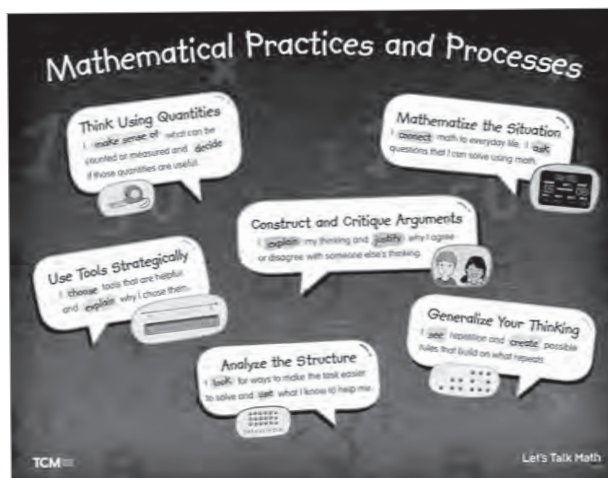 Mathematical Practices and Processes
Think Using Quantities
I make sense of what can be
counted or measured and decide
if those quantities are useful.
Mathematize the Situation
I connect math to everyday life. I ask
questions that I can solve using math.
Construct and Critique Arguments
I explain my thinking and justify why I agree
or disagree with someone else's thinking.
Use Tools Strategically
I choose tools that are helpful
and explain why I chose them.
Generalize Your Thinking
I see repetition and create possible
rules that build on what repeats.
Analyze the Structure
I look for ways to make the task easier
to solve and use what I know to help me.
TCM
Let's Talk Math